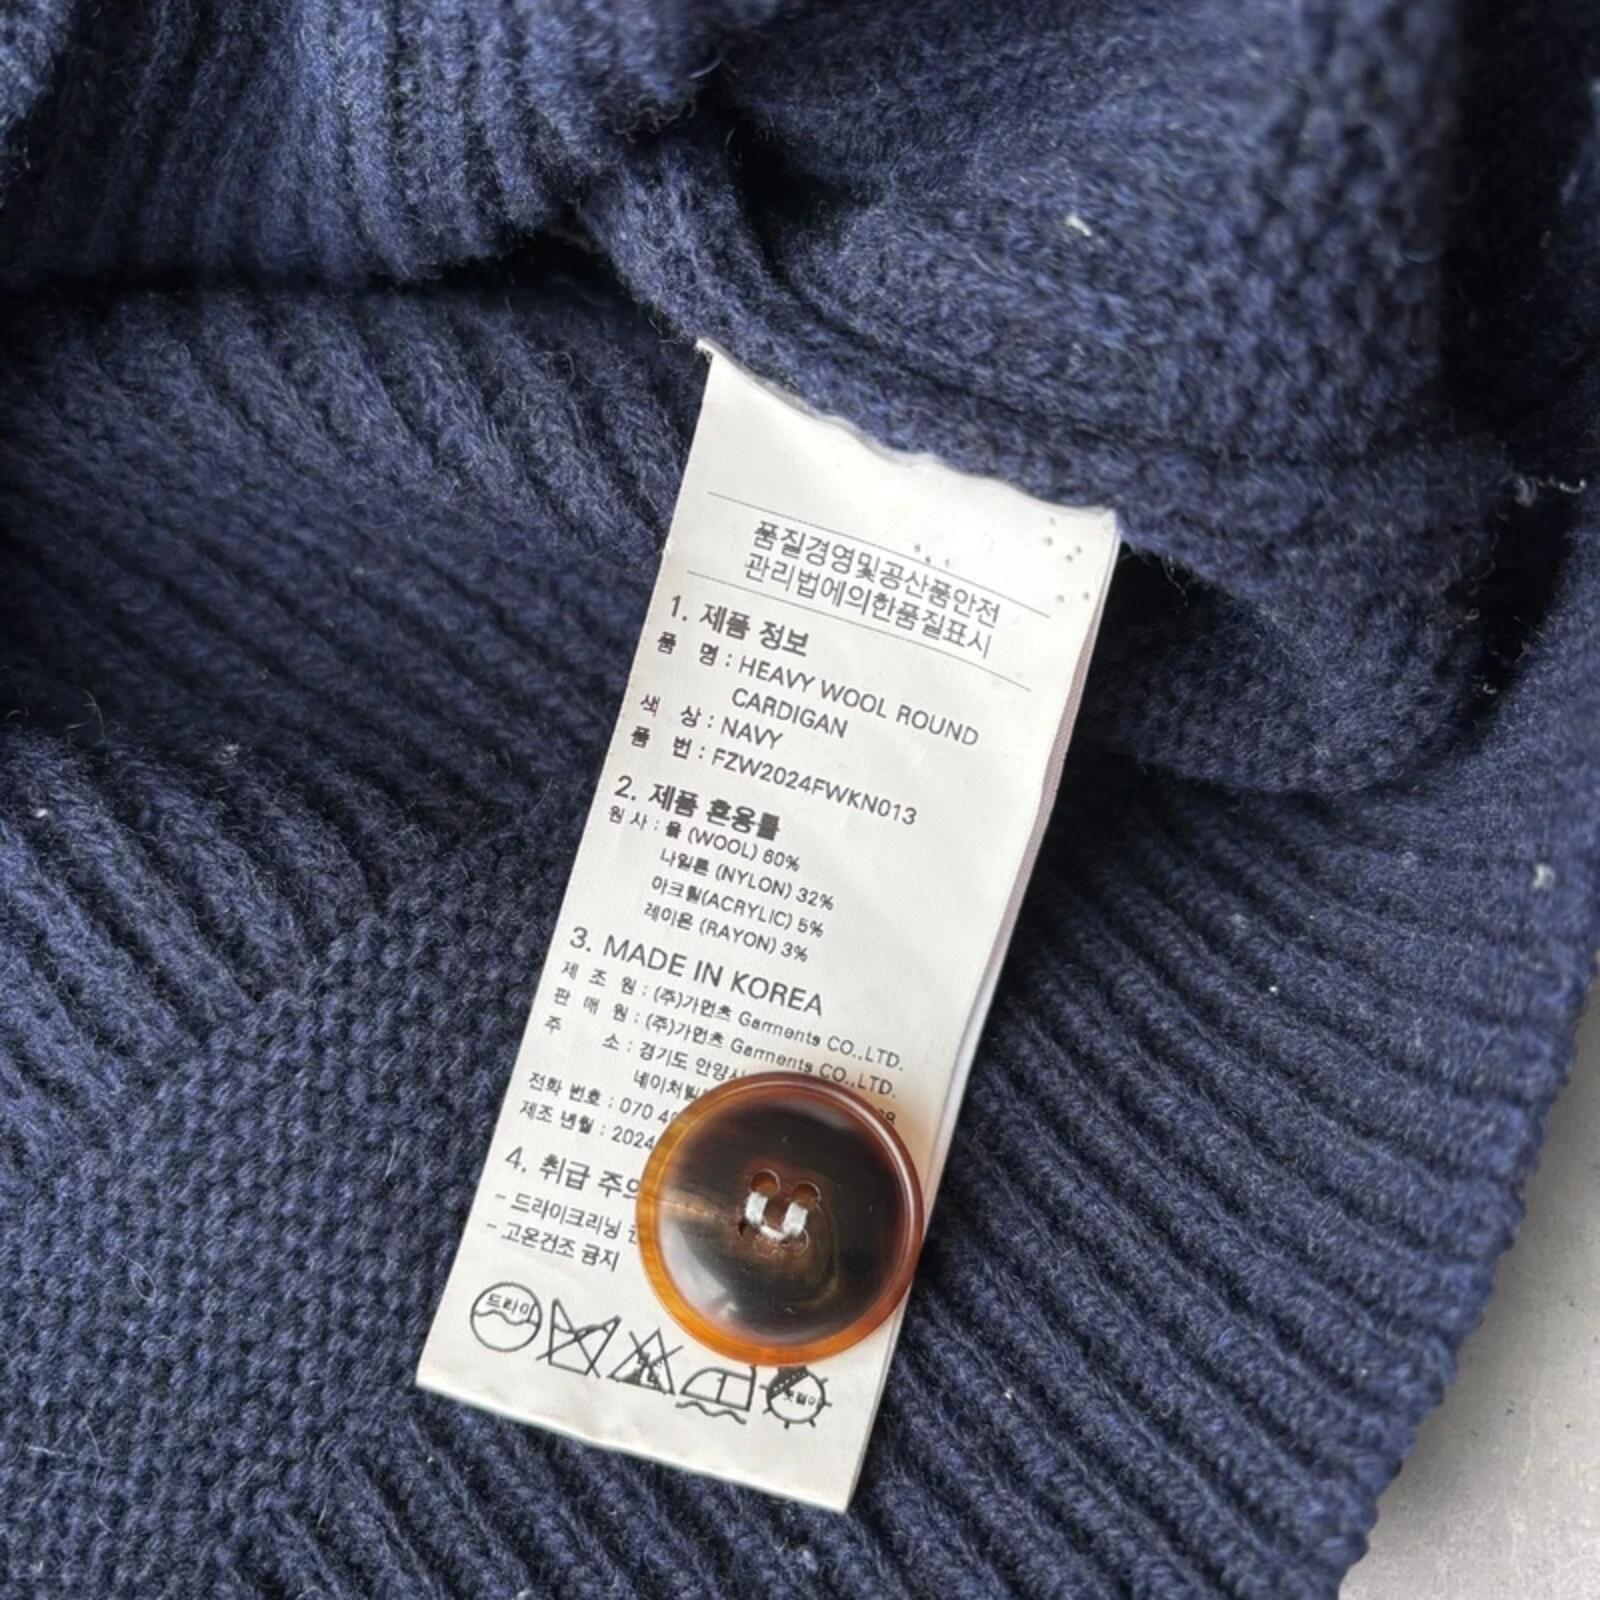 품질경영및공산품안전
관리법에의한품질표시
1. 제품 정보
품 명 : HEAVY WOOL ROUND
CARDIGAN
색 상 : NAVY
품 번 : FZW2024FWKN013
2. 제품 혼용률
원 사 : 울 (WOOL) 60%
나일론 (NYLON) 32%
아크릴(ACRYLIC) 5%
레이온 (RAYON) 3%
3. MADE IN KOREA
제 조 원 : (주)가먼츠 Garments CO.,LTD.
판 매 원 : (주)가먼츠 Garments CO.,LTD.
주 소 : 경기도 안양시
네이처
전화 번호 : 070
제조 년월 : 2024
4. 취급 주의
- 드라이크리닝
- 고온건조 금지
드라이